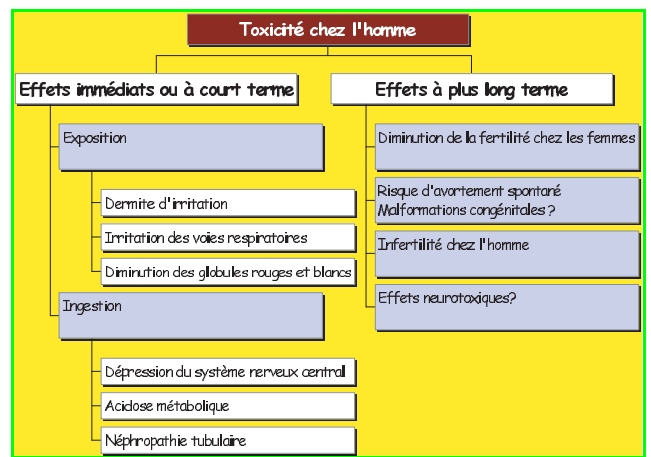 Toxicité chez l'homme
Effets immédiats ou à court terme
Exposition
Dermite d'irritation
Irritation des voies respiratoires
Diminution des globules rouges et blancs
Ingestion
Dépression du système nerveux central
Acidose métabolique
Néphropathie tubulaire
Effets à plus long terme
Diminution de la fertilité chez les femmes
Risque d'avortement spontané
Malformations congénitales ?
Infertilité chez l'homme
Effets neurotoxiques?